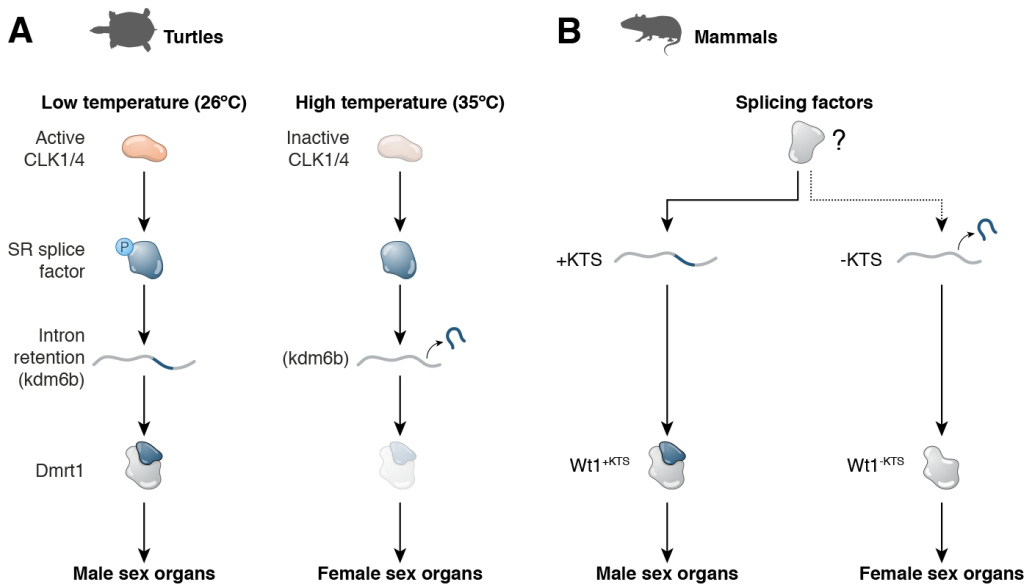 A
Turtles
Low temperature (26ºC)
High temperature (35ºC)
Active
CLK1/4
Inactive
CLK1/4
P
SR splice
factor
Intron
retention
(kdm6b)
(kdm6b)
Dmrt1
Male sex organs
Female sex organs
B
Mammals
Splicing factors
?
+KTS
-KTS
Wt1+KTS
Wt1-KTS
Male sex organs
Female sex organs